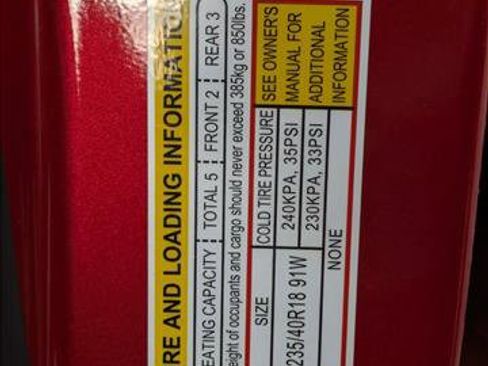 RE AND LOADING INFORMATION
EATING CAPACITY TOTAL 5 FRONT 2 REAR 3
eight of occupants and cargo should never exceed 385kg or 850lbs.
SIZE COLD TIRE PRESSURE SEE OWNER'S
235/40R18 91W 240KPA, 35PSI MANUAL FOR
230KPA, 33PSI ADDITIONAL
NONE INFORMATION